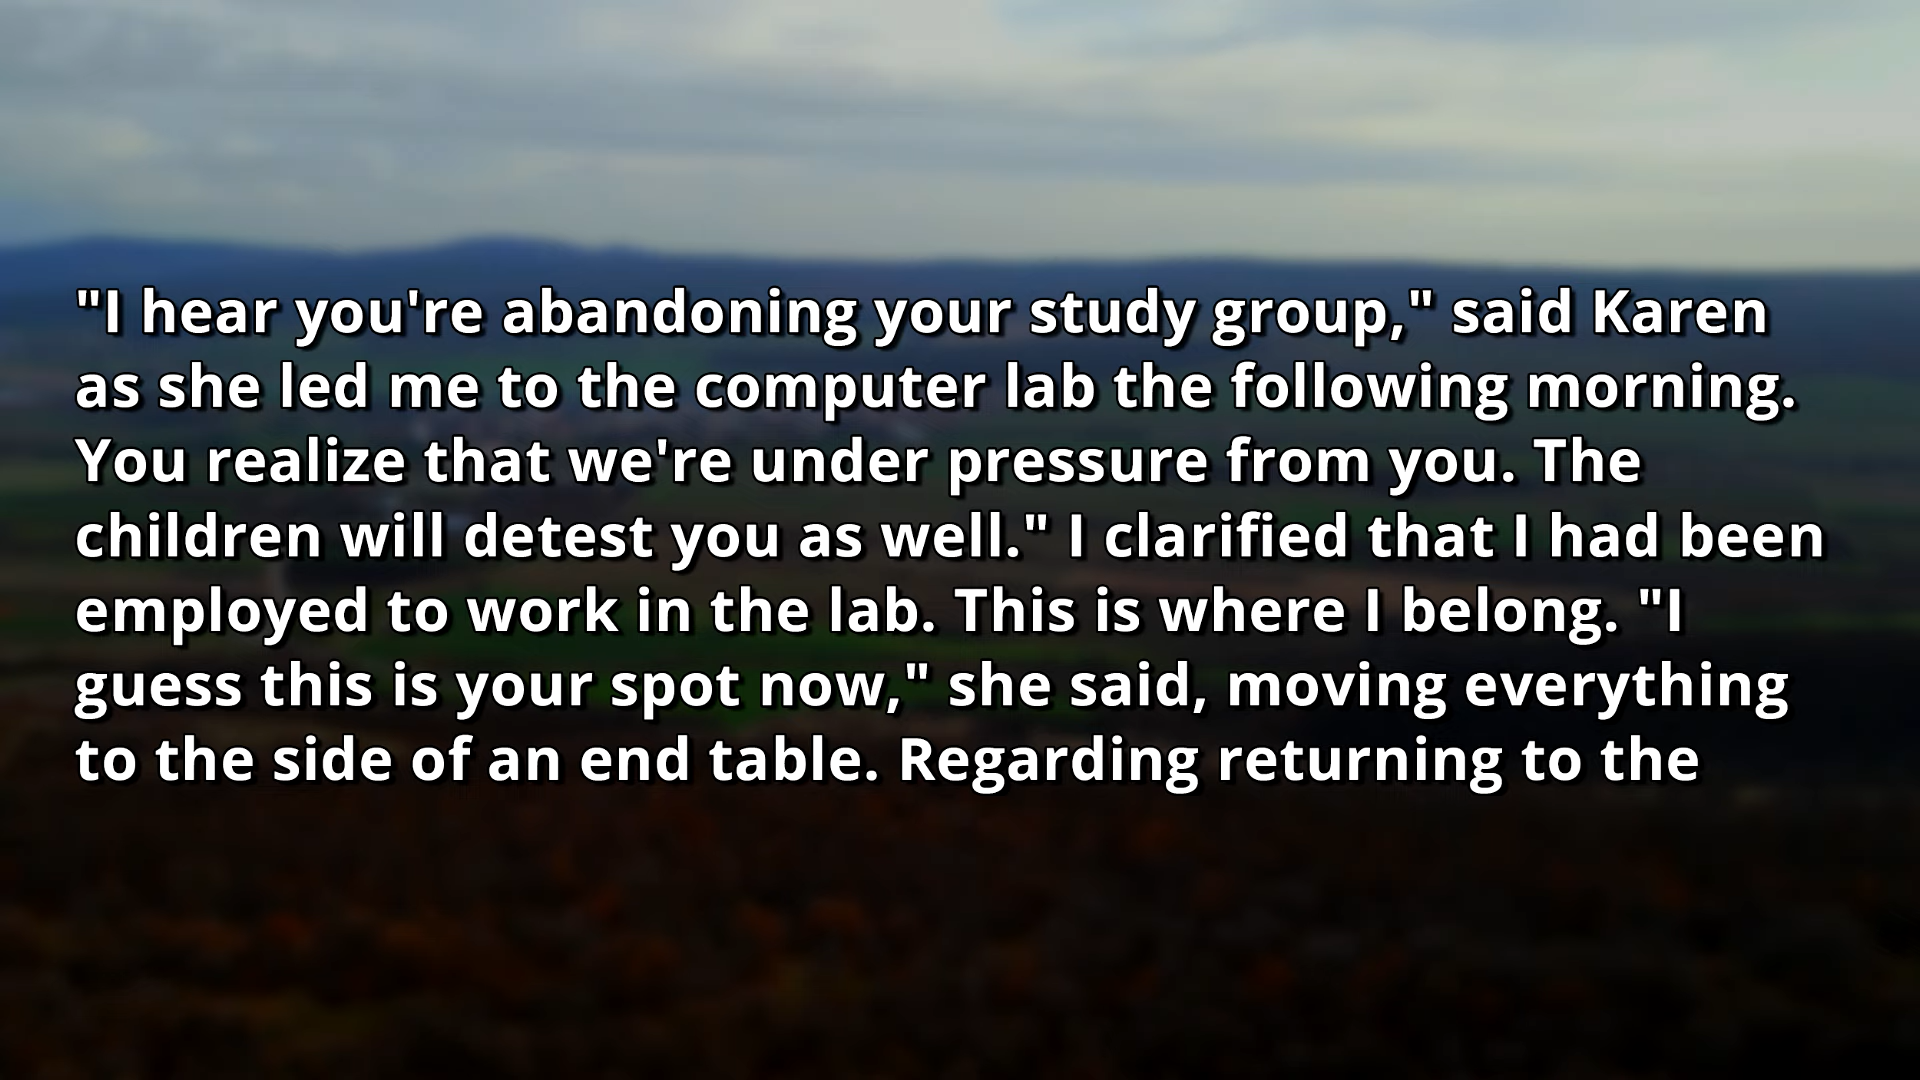 "I hear you're abandoning your study group," said Karen
as she led me to the computer lab the following morning.
You realize that we're under pressure from you. The
children will detest you as well." I clarified that I had been
employed to work in the lab. This is where I belong. "I
guess this is your spot now," she said, moving everything
to the side of an end table. Regarding returning to the